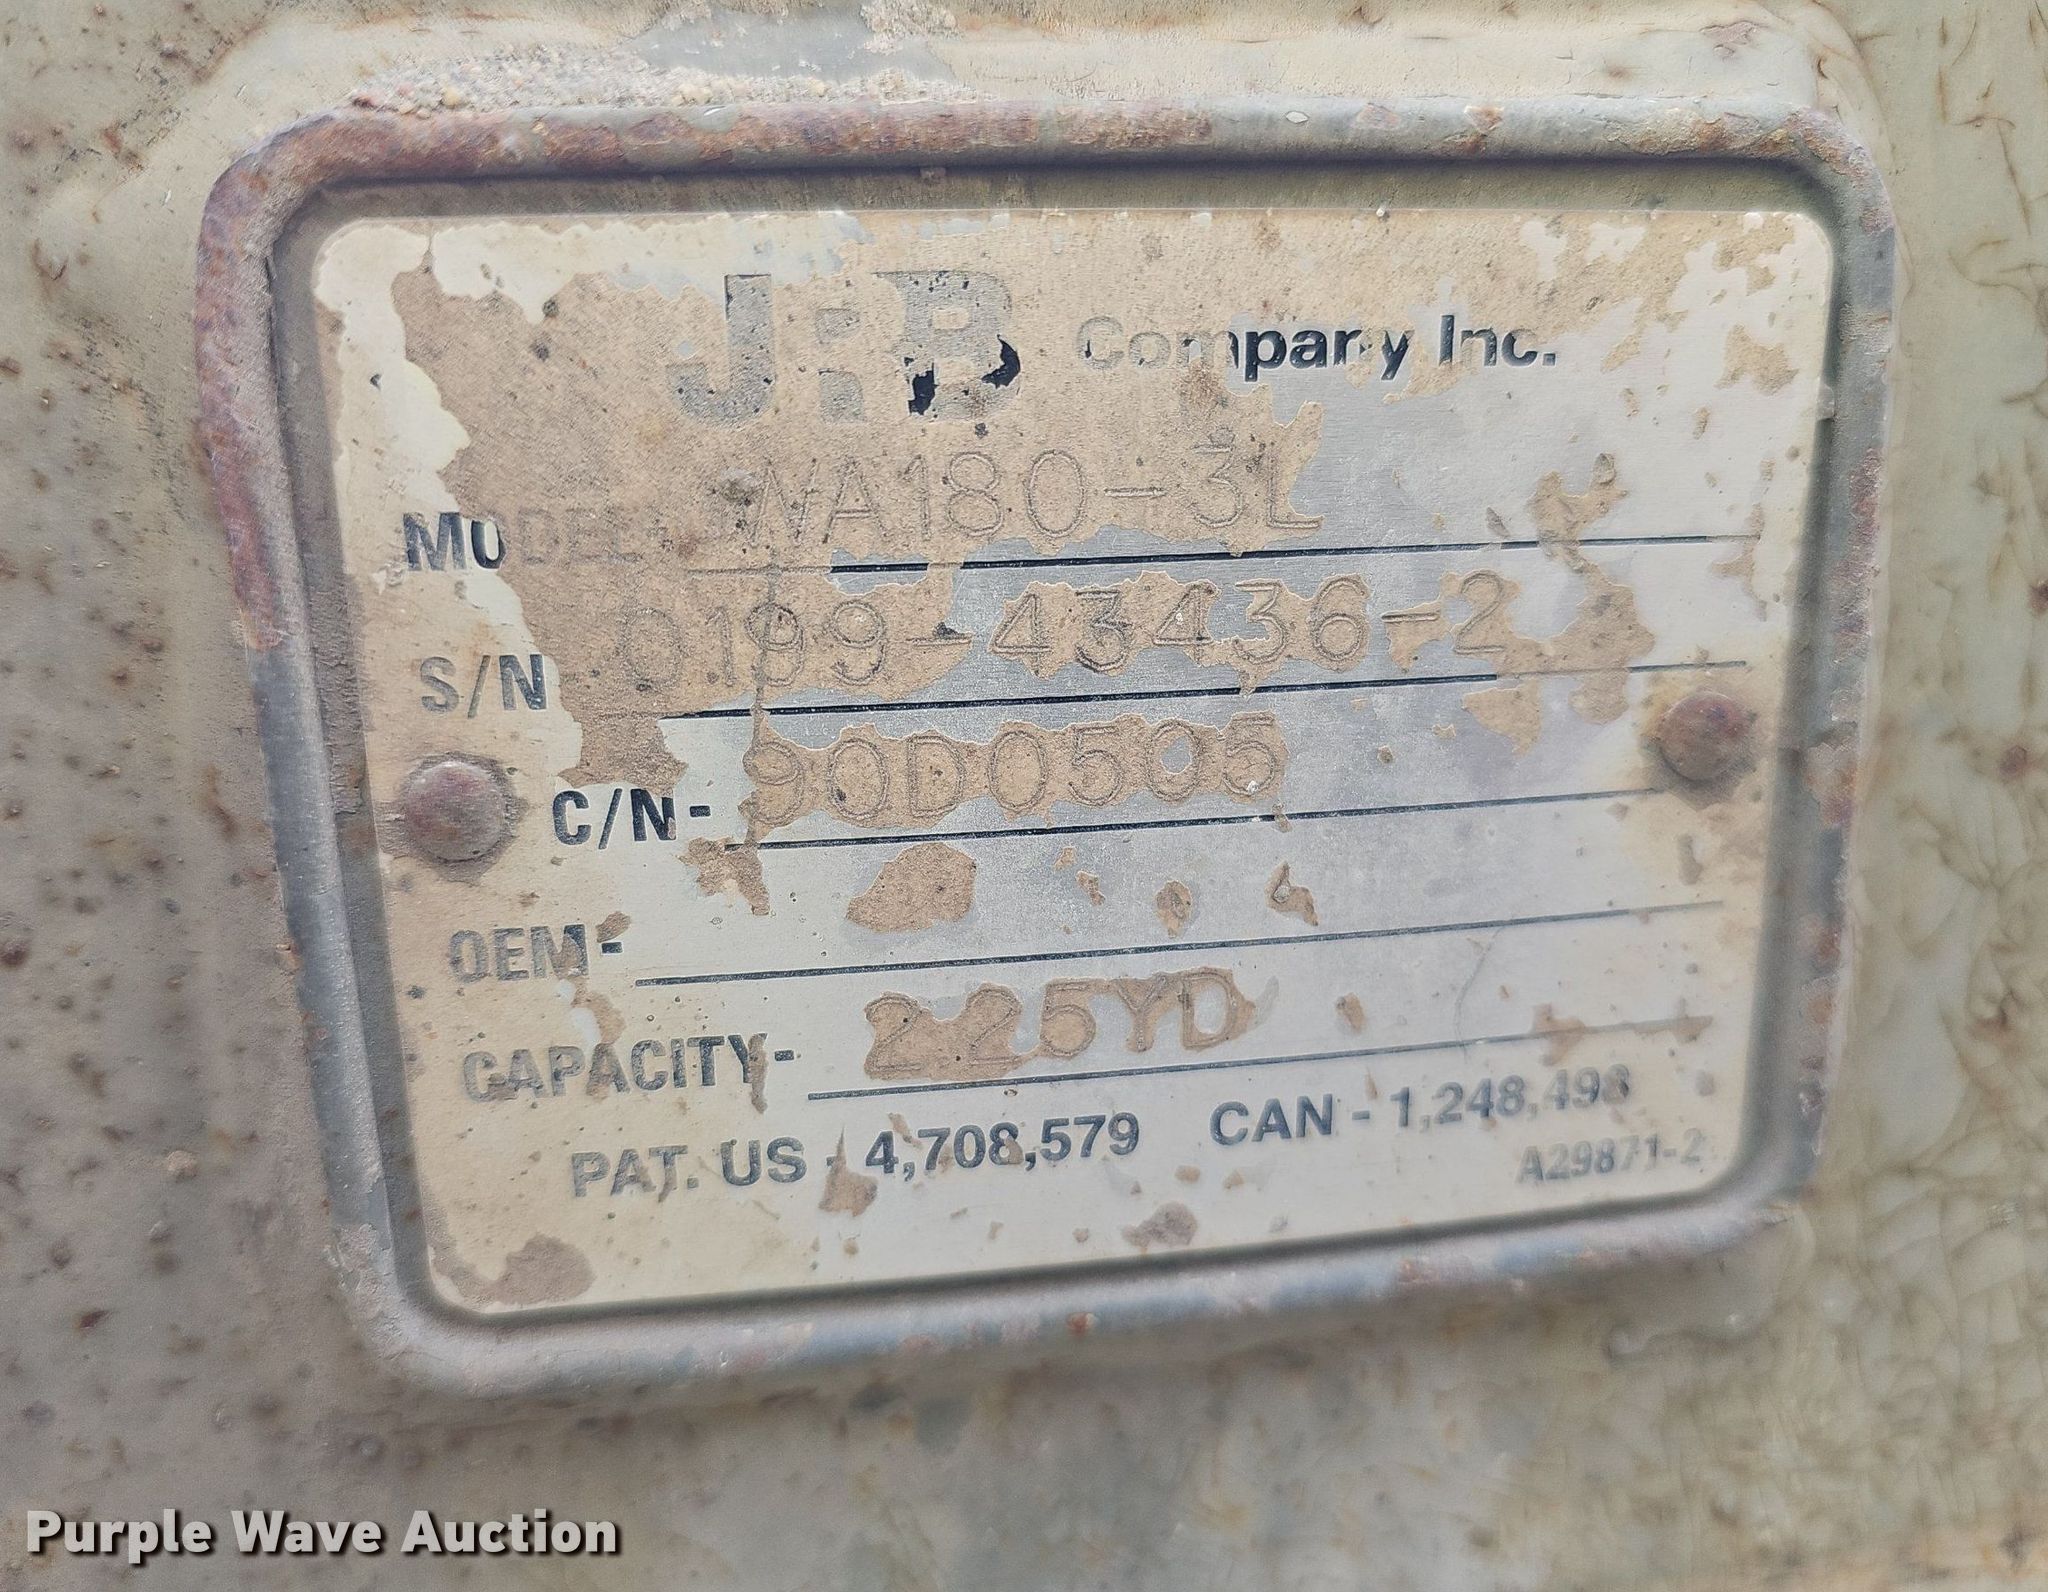 JRB Company Inc.
MODEL- WA180-3L
S/N 0199-43436-2
C/N- 90D0505
OEM-
CAPACITY- 2.25YD
PAT. US - 4,708,579 CAN - 1,248,498
A29871-2
Purple Wave Auction